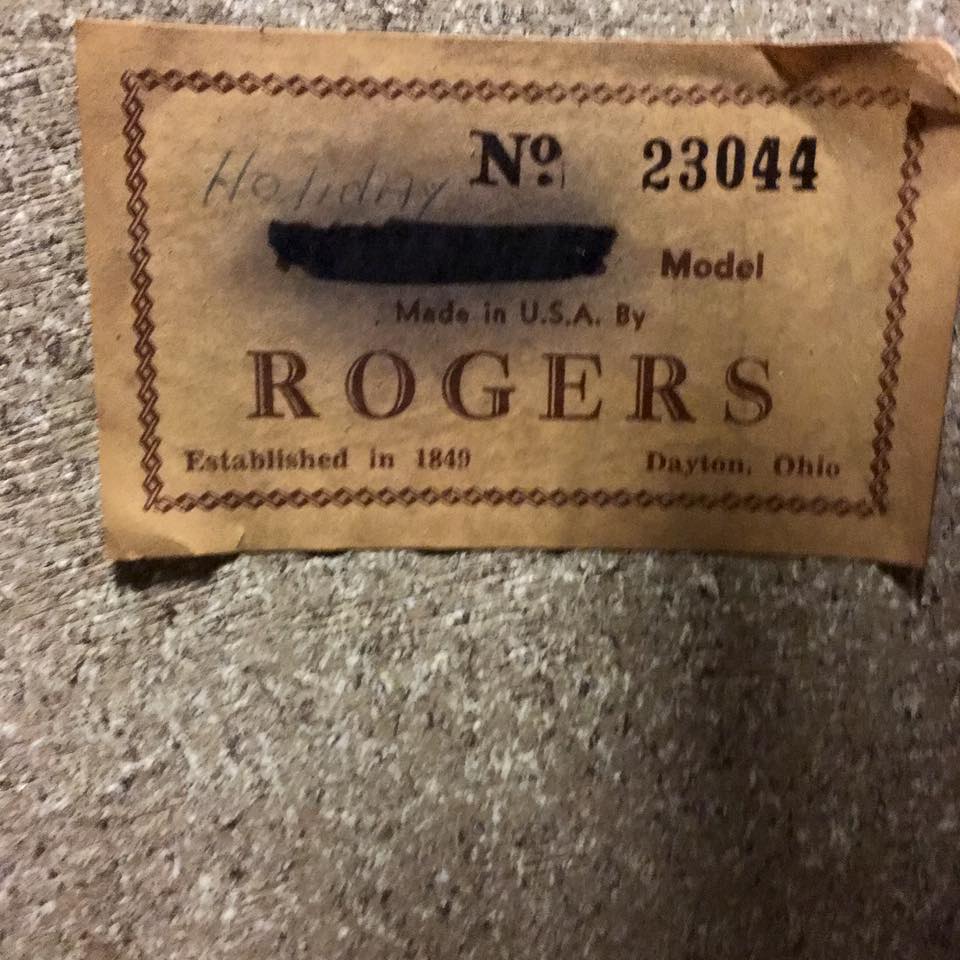 Holiday No. 23044
Model
Made in U.S.A. By
ROGERS
Established in 1849 Dayton, Ohio